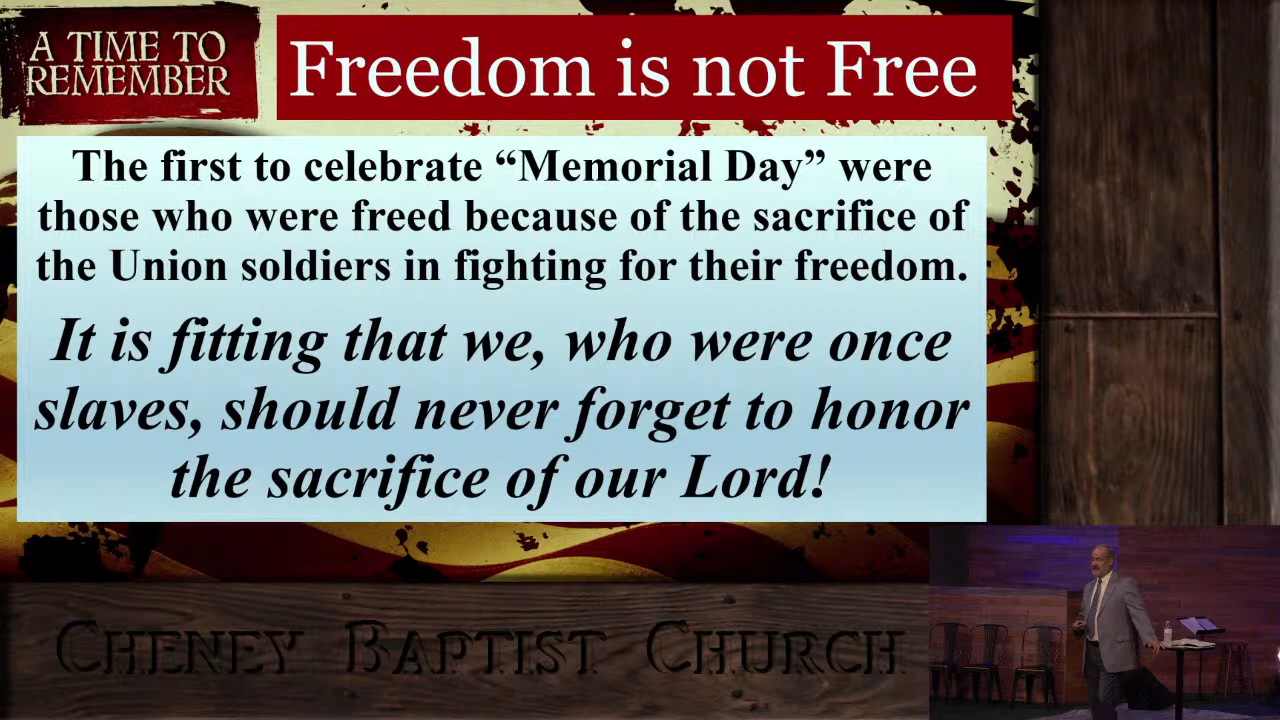 A TIME TO
REMEMBER
Freedom is not Free
The first to celebrate “Memorial Day” were
those who were freed because of the sacrifice of
the Union soldiers in fighting for their freedom.
It is fitting that we, who were once
slaves, should never forget to honor
the sacrifice of our Lord!
CHENEY BAPTIST CHURCH